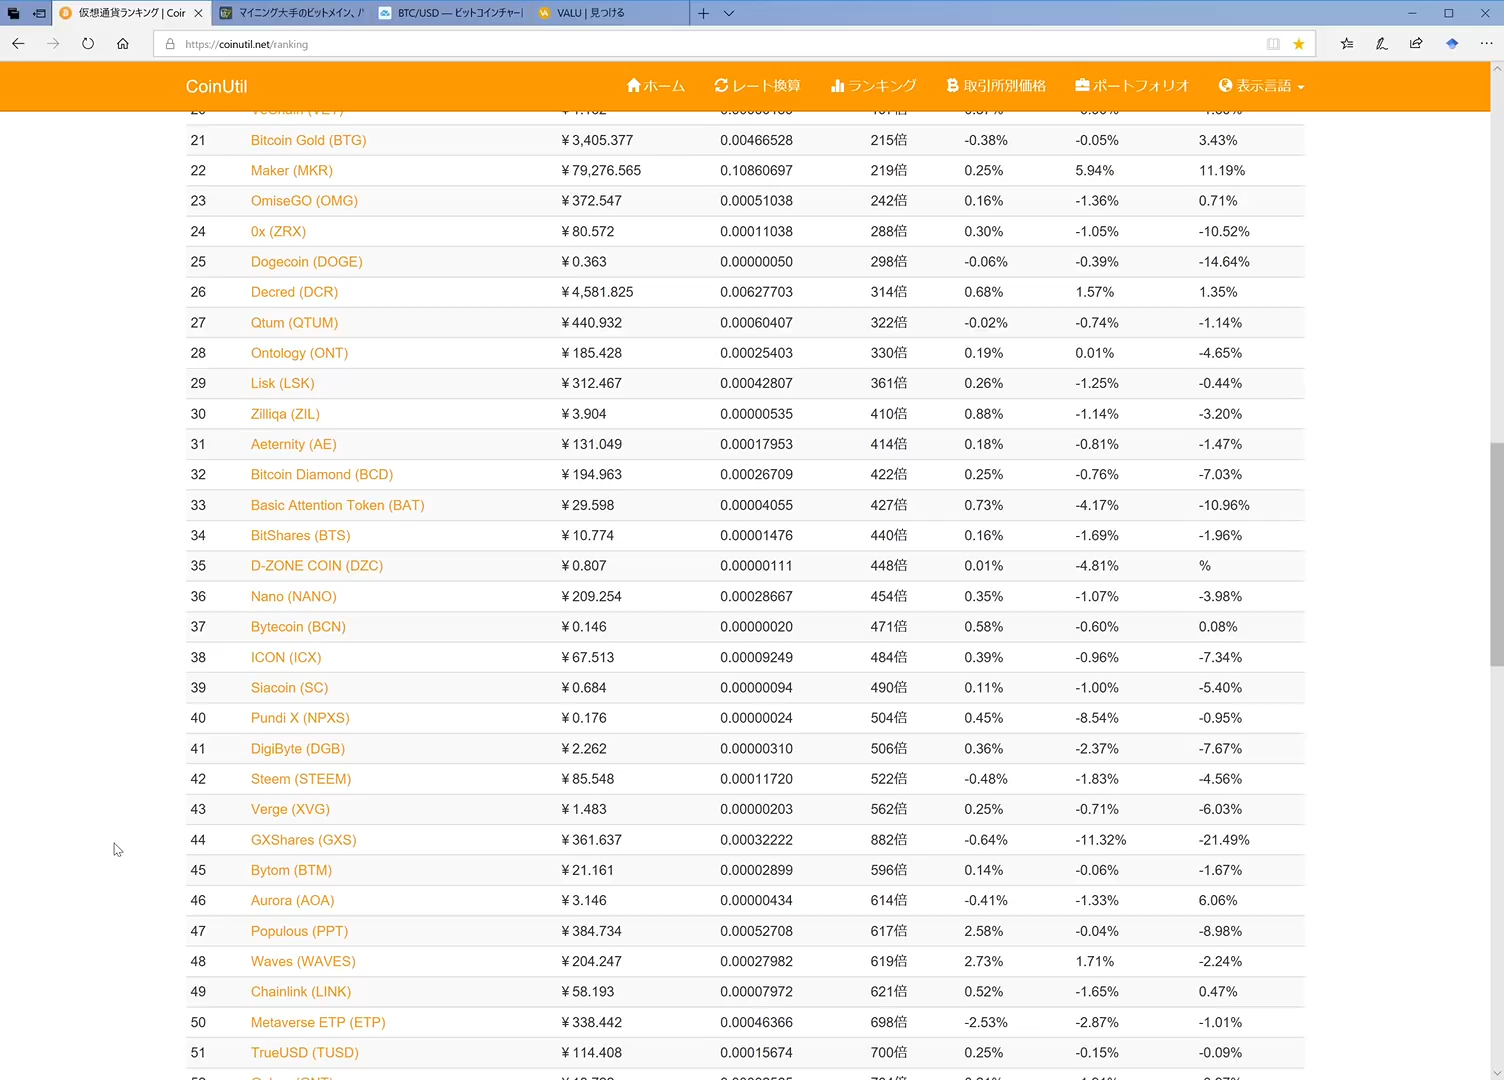 仮想通貨ランキング | Coir
マイニング大手のビットメイン、
BTC/USD — ビットコインチャー
VALU | 見つける
https://coinutil.net/ranking
CoinUtil ホーム レート換算 ランキング 取引所別価格 ポートフォリオ 表示言語
21 Bitcoin Gold (BTG) ¥ 3,405.377 0.00466528 215倍 -0.38% -0.05% 3.43%
22 Maker (MKR) ¥ 79,276.565 0.10860697 219倍 0.25% 5.94% 11.19%
23 OmiseGO (OMG) ¥ 372.547 0.00051038 242倍 0.16% -1.36% 0.71%
24 0x (ZRX) ¥ 80.572 0.00011038 288倍 0.30% -1.05% -10.52%
25 Dogecoin (DOGE) ¥ 0.363 0.00000050 298倍 -0.06% -0.39% -14.64%
26 Decred (DCR) ¥ 4,581.825 0.00627703 314倍 0.68% 1.57% 1.35%
27 Qtum (QTUM) ¥ 440.932 0.00060407 322倍 -0.02% -0.74% -1.14%
28 Ontology (ONT) ¥ 185.428 0.00025403 330倍 0.19% 0.01% -4.65%
29 Lisk (LSK) ¥ 312.467 0.00042807 361倍 0.26% -1.25% -0.44%
30 Zilliqa (ZIL) ¥ 3.904 0.00000535 410倍 0.88% -1.14% -3.20%
31 Aeternity (AE) ¥ 131.049 0.00017953 414倍 0.18% -0.81% -1.47%
32 Bitcoin Diamond (BCD) ¥ 194.963 0.00026709 422倍 0.25% -0.76% -7.03%
33 Basic Attention Token (BAT) ¥ 29.598 0.00004055 427倍 0.73% -4.17% -10.96%
34 BitShares (BTS) ¥ 10.774 0.00001476 440倍 0.16% -1.69% -1.96%
35 D-ZONE COIN (DZC) ¥ 0.807 0.00000111 448倍 0.01% -4.81% %
36 Nano (NANO) ¥ 209.254 0.00028667 454倍 0.35% -1.07% -3.98%
37 Bytecoin (BCN) ¥ 0.146 0.00000020 471倍 0.58% -0.60% 0.08%
38 ICON (ICX) ¥ 67.513 0.00009249 484倍 0.39% -0.96% -7.34%
39 Siacoin (SC) ¥ 0.684 0.00000094 490倍 0.11% -1.00% -5.40%
40 Pundi X (NPXS) ¥ 0.176 0.00000024 504倍 0.45% -8.54% -0.95%
41 DigiByte (DGB) ¥ 2.262 0.00000310 506倍 0.36% -2.37% -7.67%
42 Steem (STEEM) ¥ 85.548 0.00011720 522倍 -0.48% -1.83% -4.56%
43 Verge (XVG) ¥ 1.483 0.00000203 562倍 0.25% -0.71% -6.03%
44 GXShares (GXS) ¥ 361.637 0.00032222 882倍 -0.64% -11.32% -21.49%
45 Bytom (BTM) ¥ 21.161 0.00002899 596倍 0.14% -0.06% -1.67%
46 Aurora (AOA) ¥ 3.146 0.00000434 614倍 -0.41% -1.33% 6.06%
47 Populous (PPT) ¥ 384.734 0.00052708 617倍 2.58% -0.04% -8.98%
48 Waves (WAVES) ¥ 204.247 0.00027982 619倍 2.73% 1.71% -2.24%
49 Chainlink (LINK) ¥ 58.193 0.00007972 621倍 0.52% -1.65% 0.47%
50 Metaverse ETP (ETP) ¥ 338.442 0.00046366 698倍 -2.53% -2.87% -1.01%
51 TrueUSD (TUSD) ¥ 114.408 0.00015674 700倍 0.25% -0.15% -0.09%